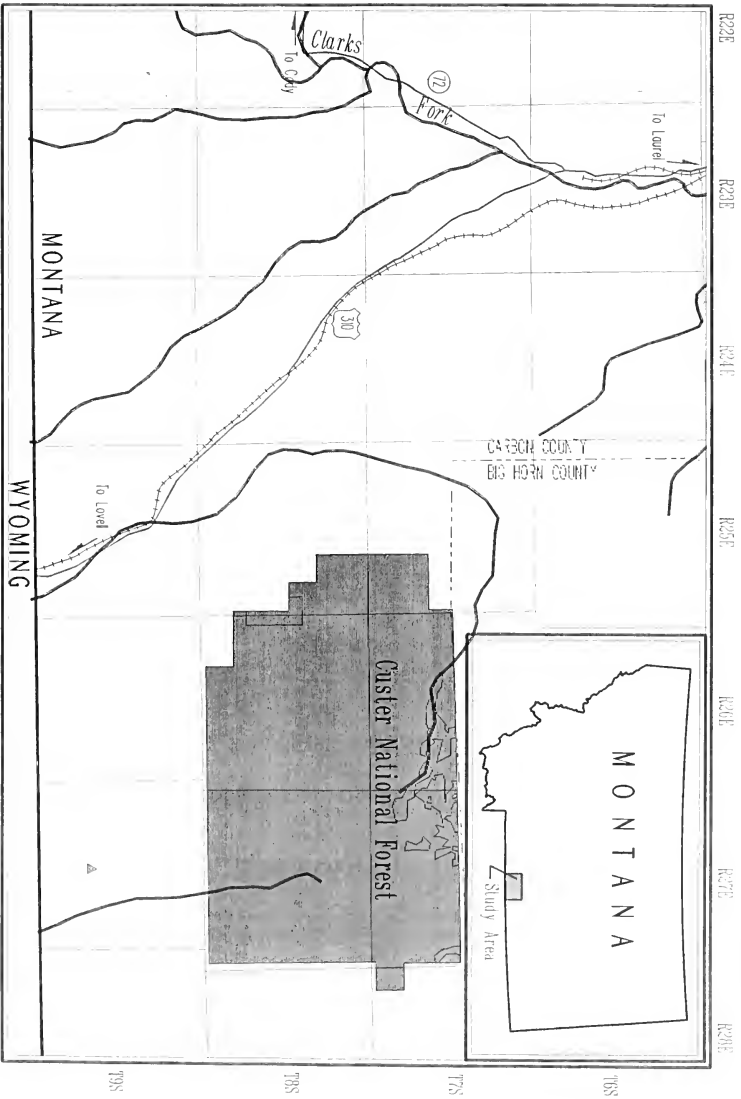 R22E
R23E
R24E
R25E
R26E
R27E
R28E
T6S
T7S
T8S
T9S
To Laurel
72
Clarks
Fork
To Cody
310
CARBON COUNTY
BIG HORN COUNTY
MONTANA
Study Area
Custer National Forest
To Lovell
MONTANA
WYOMING